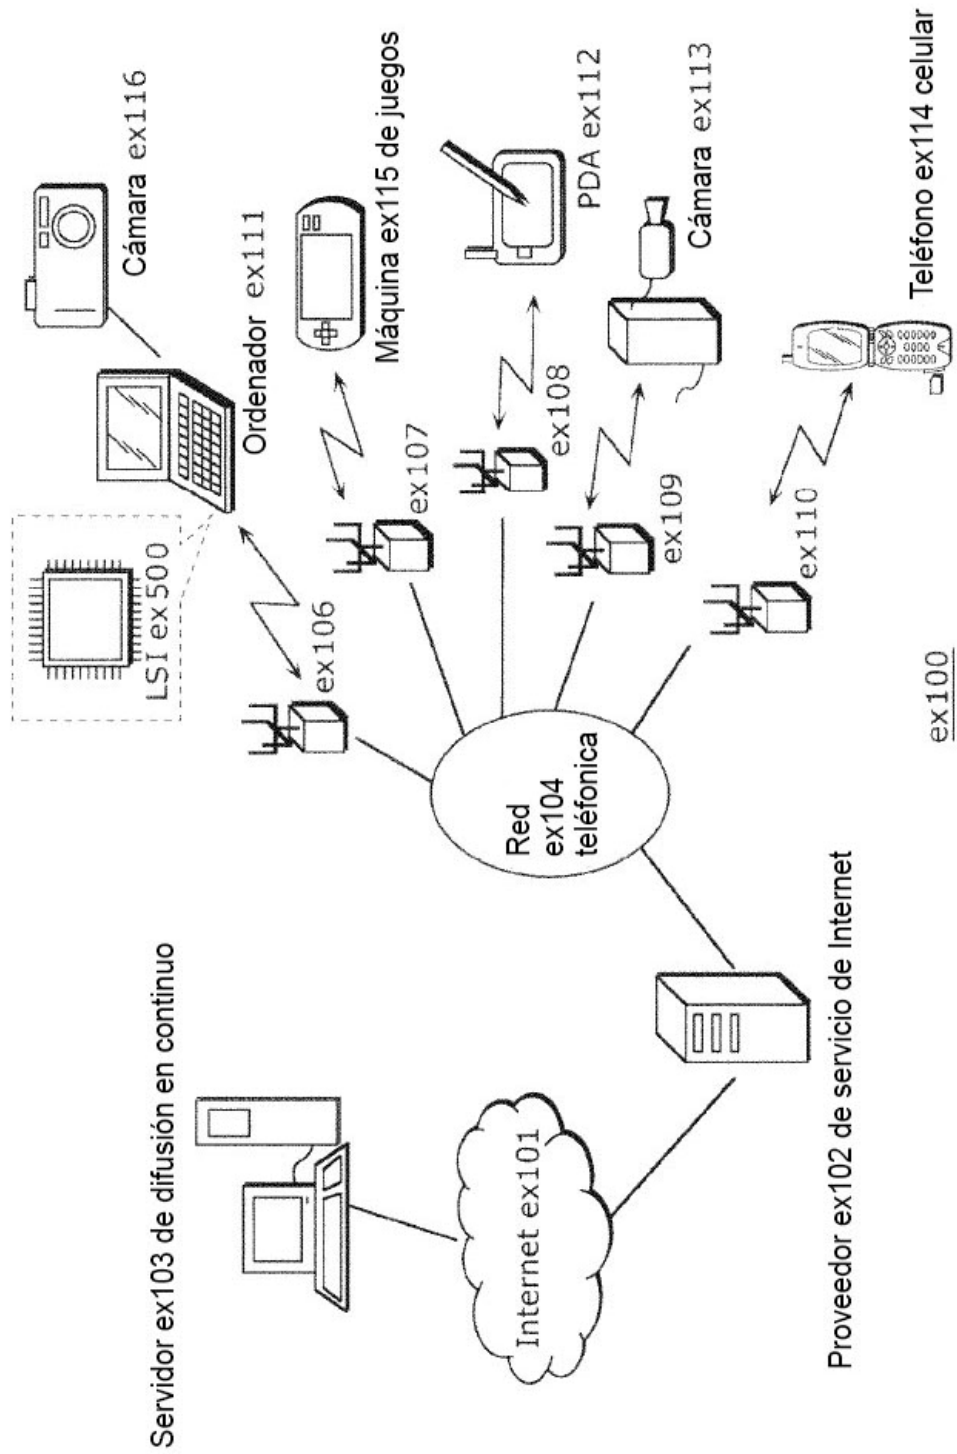 Cámara ex116
LSI ex500
Ordenador ex111
Servidor ex103 de difusión en continuo
ex106
Máquina ex115 de juegos
ex107
Internet ex101
Red
ex104
teléfonica
ex108
PDA ex112
ex109
Cámara ex113
ex110
Proveedor ex102 de servicio de Internet
Teléfono ex114 celular
ex100